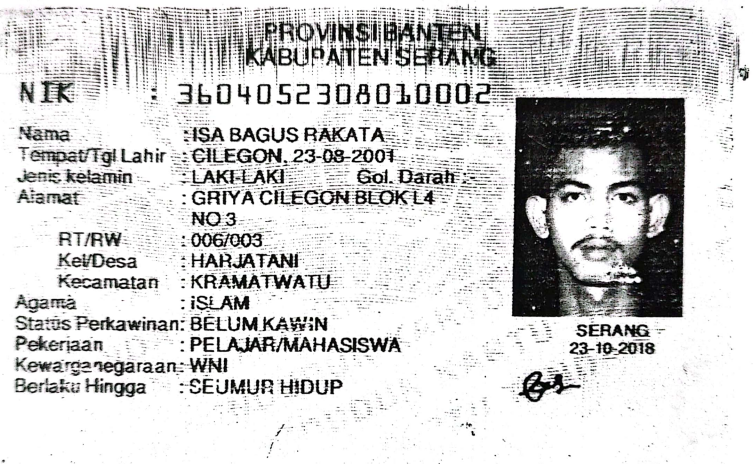 PROVINSI BANTEN
KABUPATEN SERANG
NIK : 3604052308010002
Nama : ISA BAGUS RAKATA
Tempat/Tgl Lahir : CILEGON, 23-08-2001
Jenis kelamin : LAKI-LAKI Gol. Darah : -
Alamat : GRIYA CILEGON BLOK L4
NO 3
RT/RW : 006/003
Kel/Desa : HARJATANI
Kecamatan : KRAMATWATU
Agama : ISLAM
Status Perkawinan: BELUM KAWIN
Pekerjaan : PELAJAR/MAHASISWA
Kewarganegaraan: WNI
Berlaku Hingga : SEUMUR HIDUP
SERANG
23-10-2018